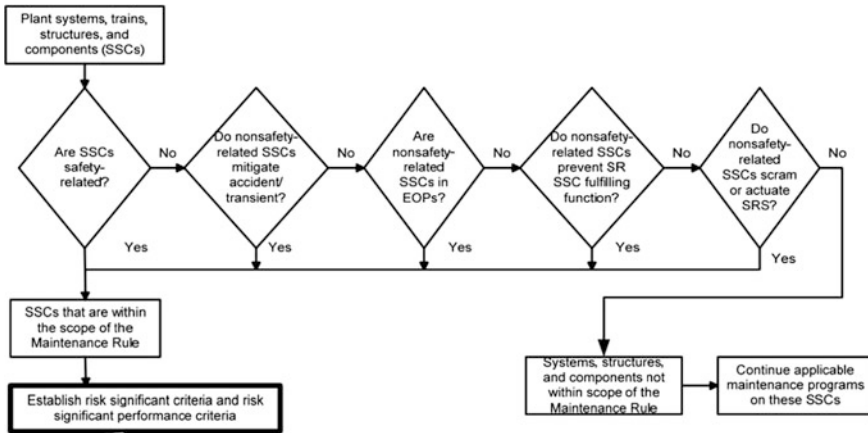 Plant systems, trains,
structures, and
components (SSCs)
Are SSCs
safety-
related?
No
Do nonsafety-
related SSCs
mitigate
accident/
transient?
No
Are
nonsafety-
related
SSCs in
EOPs?
No
Do nonsafety-
related SSCs
prevent SR
SSC fulfilling
function?
No
Do
nonsafety-
related
SSCs scram
or actuate
SRS?
No
Yes
Yes
Yes
Yes
Yes
SSCs that are within
the scope of the
Maintenance Rule
Establish risk significant criteria and risk
significant performance criteria
Systems, structures,
and components not
within scope of the
Maintenance Rule
Continue applicable
maintenance programs
on these SSCs